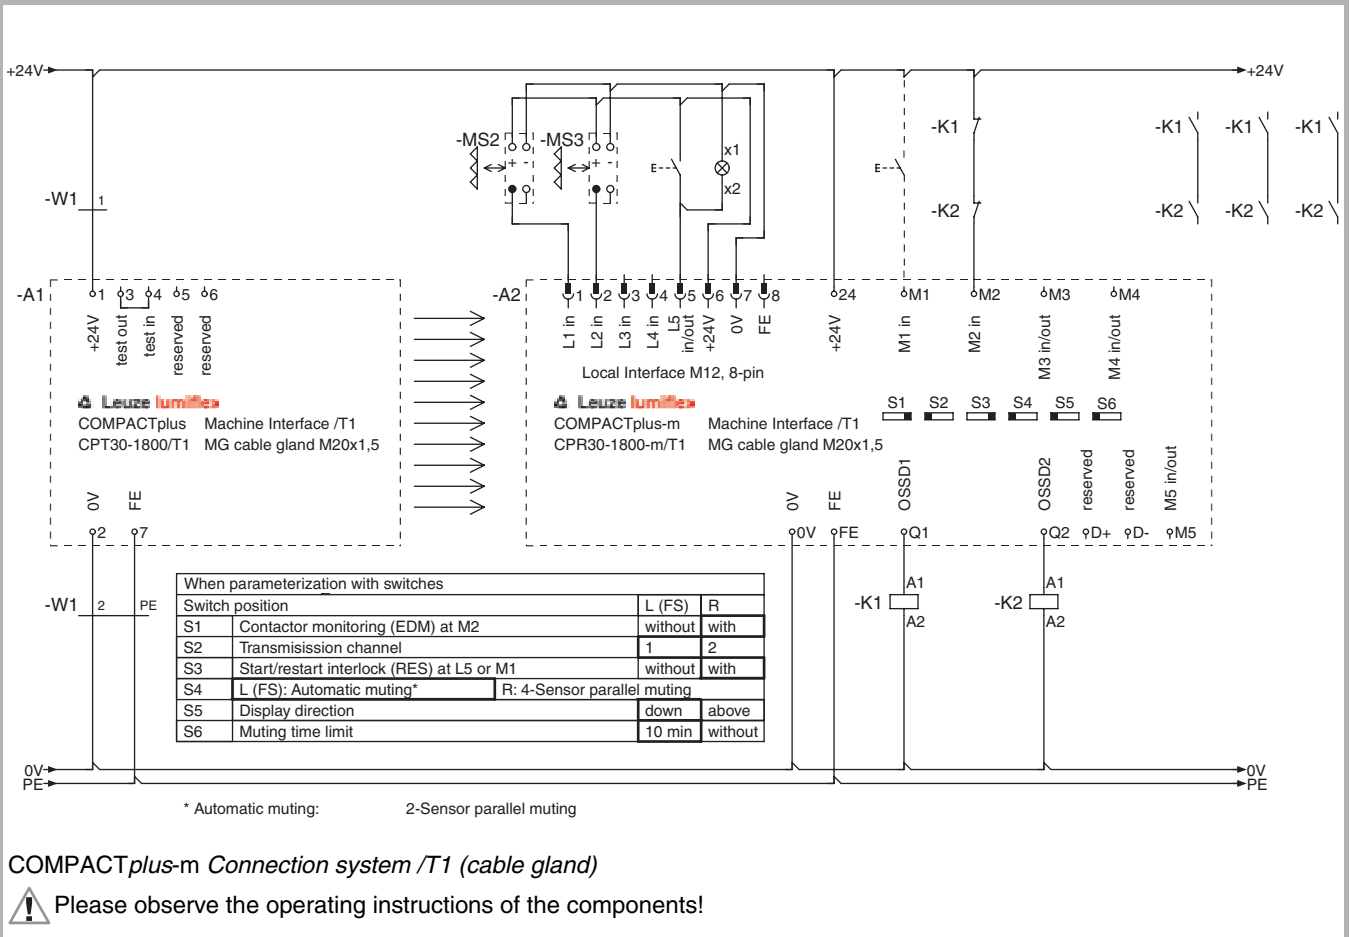 +24V +24V
-MS2 -MS3 x1 x2 + - + -
-K1 -K1 -K1 -K1
-K2 -K2 -K2 -K2
-W1 1
-A1 1 3 4 5 6
+24V
test out
test in
reserved
reserved
-A2 1 2 3 4 5 6 7 8 24 M1 M2 M3 M4
L1 in
L2 in
L3 in
L4 in
L5
in/out
+24V
0V
FE
+24V
M1 in
M2 in
M3 in/out
M4 in/out
Local Interface M12, 8-pin
Leuze lumiflex
COMPACTplus Machine Interface /T1
CPT30-1800/T1 MG cable gland M20x1,5
Leuze lumiflex
COMPACTplus-m Machine Interface /T1
CPR30-1800-m/T1 MG cable gland M20x1,5
S1 S2 S3 S4 S5 S6
0V
FE
0V
FE
OSSD1
OSSD2
reserved
reserved
M5 in/out
2 7 0V FE Q1 Q2 D+ D- M5
-W1 2 PE
-K1 A1 A2
-K2 A1 A2
When parameterization with switches
Switch position L (FS) R
S1 Contactor monitoring (EDM) at M2 without with
S2 Transmisission channel 1 2
S3 Start/restart interlock (RES) at L5 or M1 without with
S4 L (FS): Automatic muting* R: 4-Sensor parallel muting
S5 Display direction down above
S6 Muting time limit 10 min without
0V 0V
PE PE
* Automatic muting: 2-Sensor parallel muting
COMPACTplus-m Connection system /T1 (cable gland)
Please observe the operating instructions of the components!